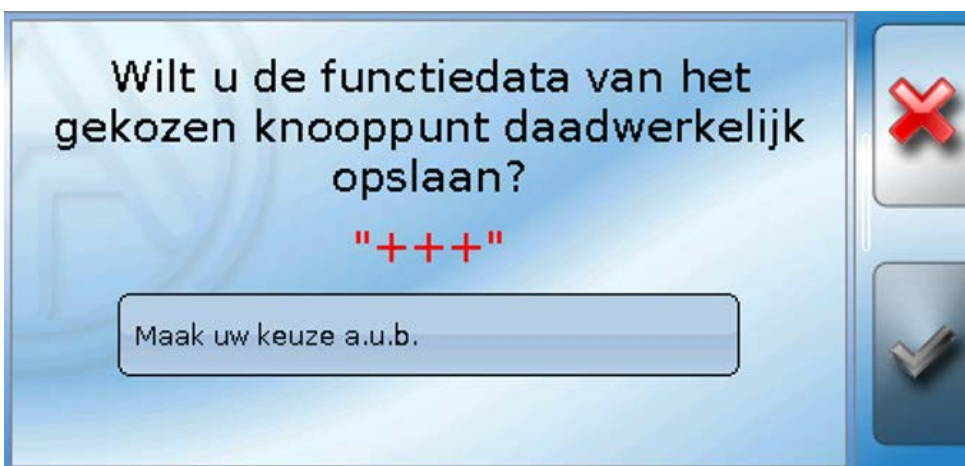 Wilt u de functiedata van het
gekozen knooppunt daadwerkelijk
opslaan?
"+++"
Maak uw keuze a.u.b.